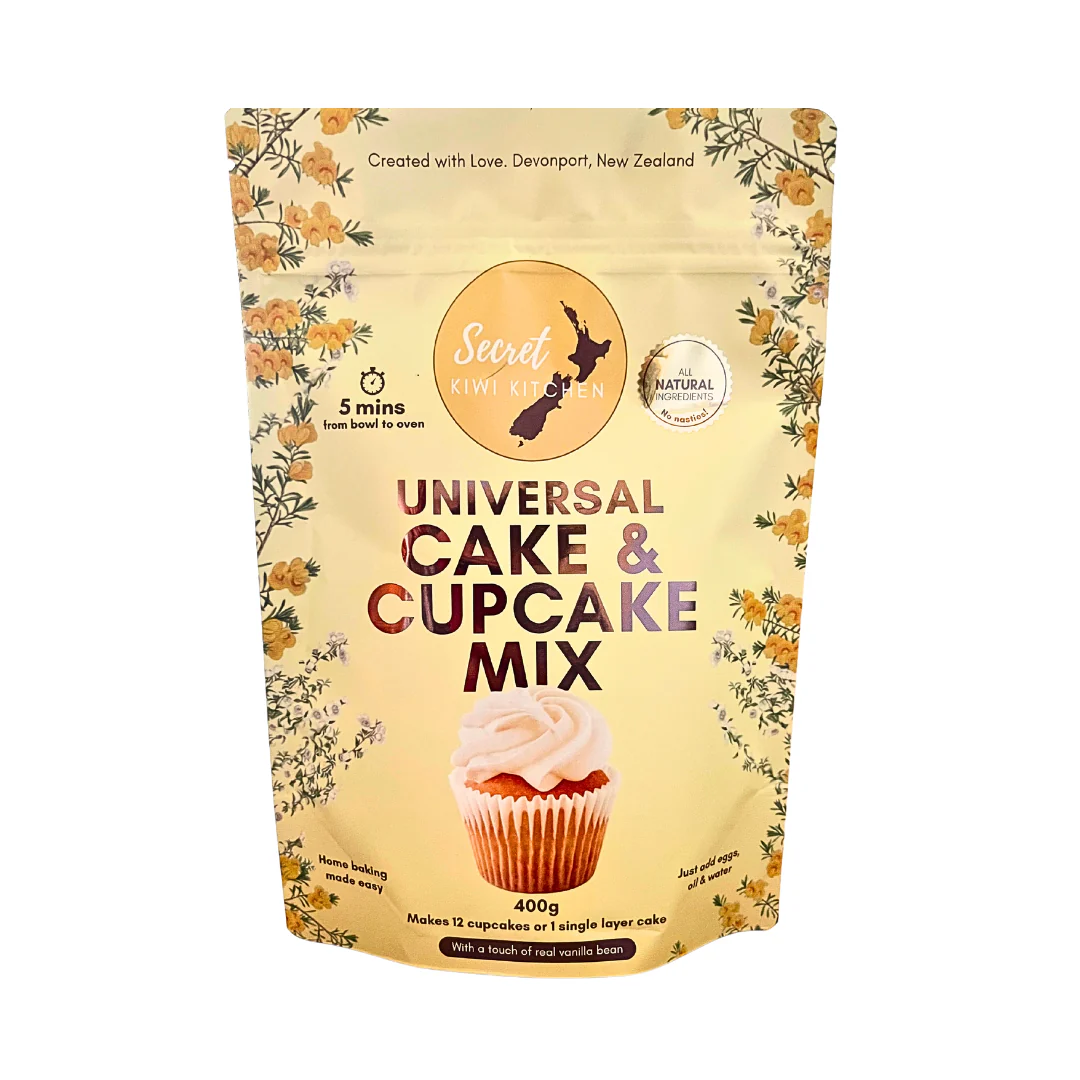 Created with Love. Devonport, New Zealand
Secret
KIWI KITCHEN
5 mins
from bowl to oven
ALL
NATURAL
INGREDIENTS
No nasties!
UNIVERSAL
CAKE &
CUPCAKE
MIX
Home baking
made easy
Just add eggs,
oil & water
400g
Makes 12 cupcakes or 1 single layer cake
With a touch of real vanilla bean